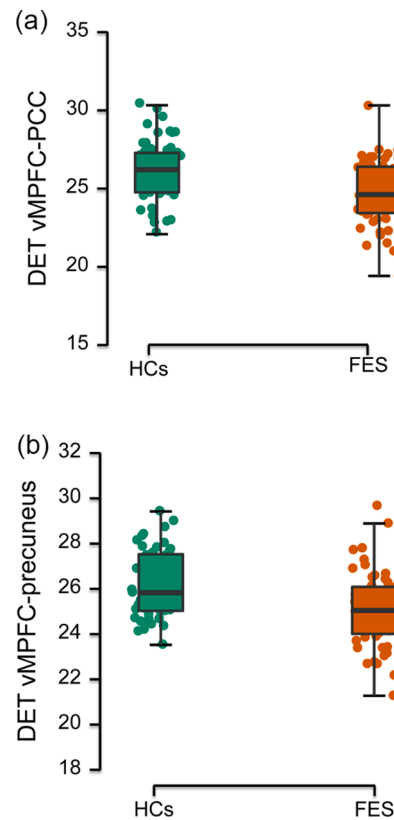 (a)
DET vMPFC-PCC
35
30
25
20
15
HCs FES
(b)
DET vMPFC-precuneus
32
30
28
26
24
22
20
18
HCs FES